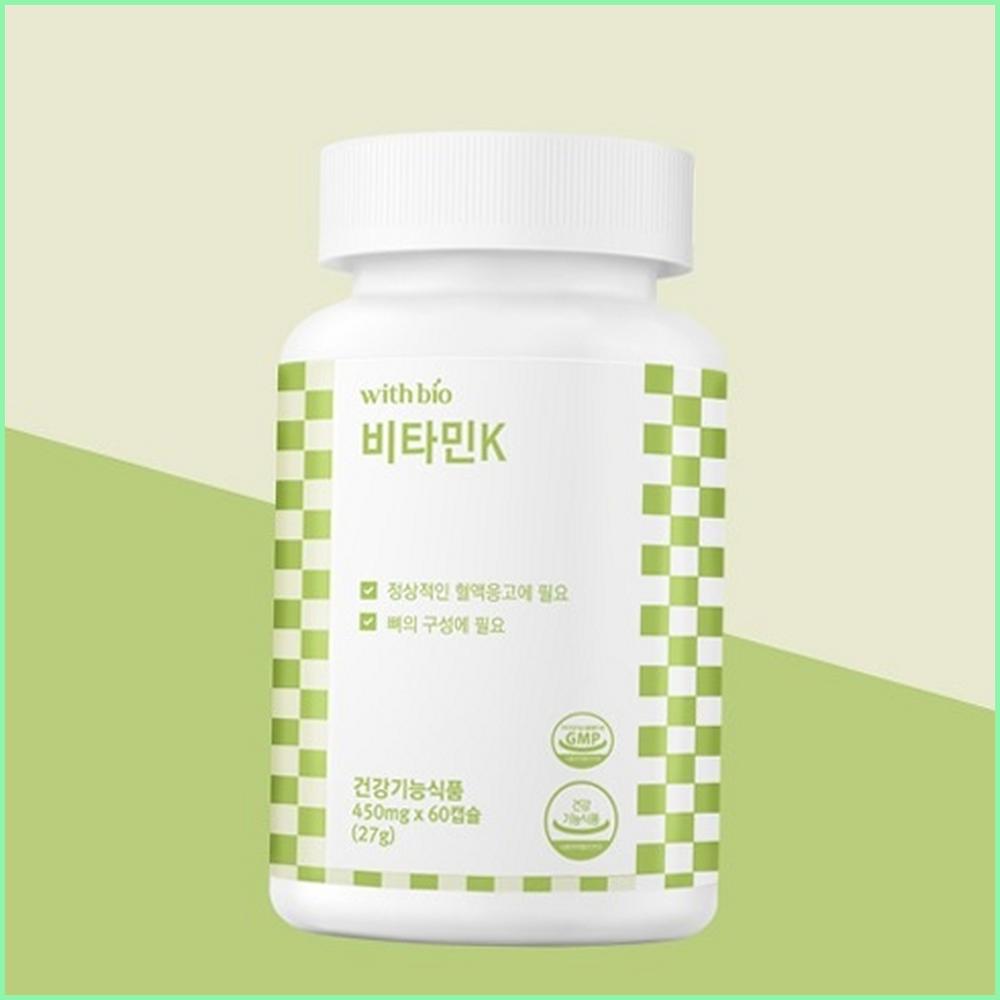 with bio
비타민K
정상적인 혈액응고에 필요
뼈의 구성에 필요
GMP
건강
기능식품
건강기능식품
450mg x 60캡슐
(27g)